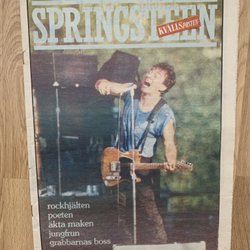 SPRINGSTEEN
KVÄLLSPOSTEN
rockhjälten
poeten
äkta maken
jungfrun
grabbarnas boss